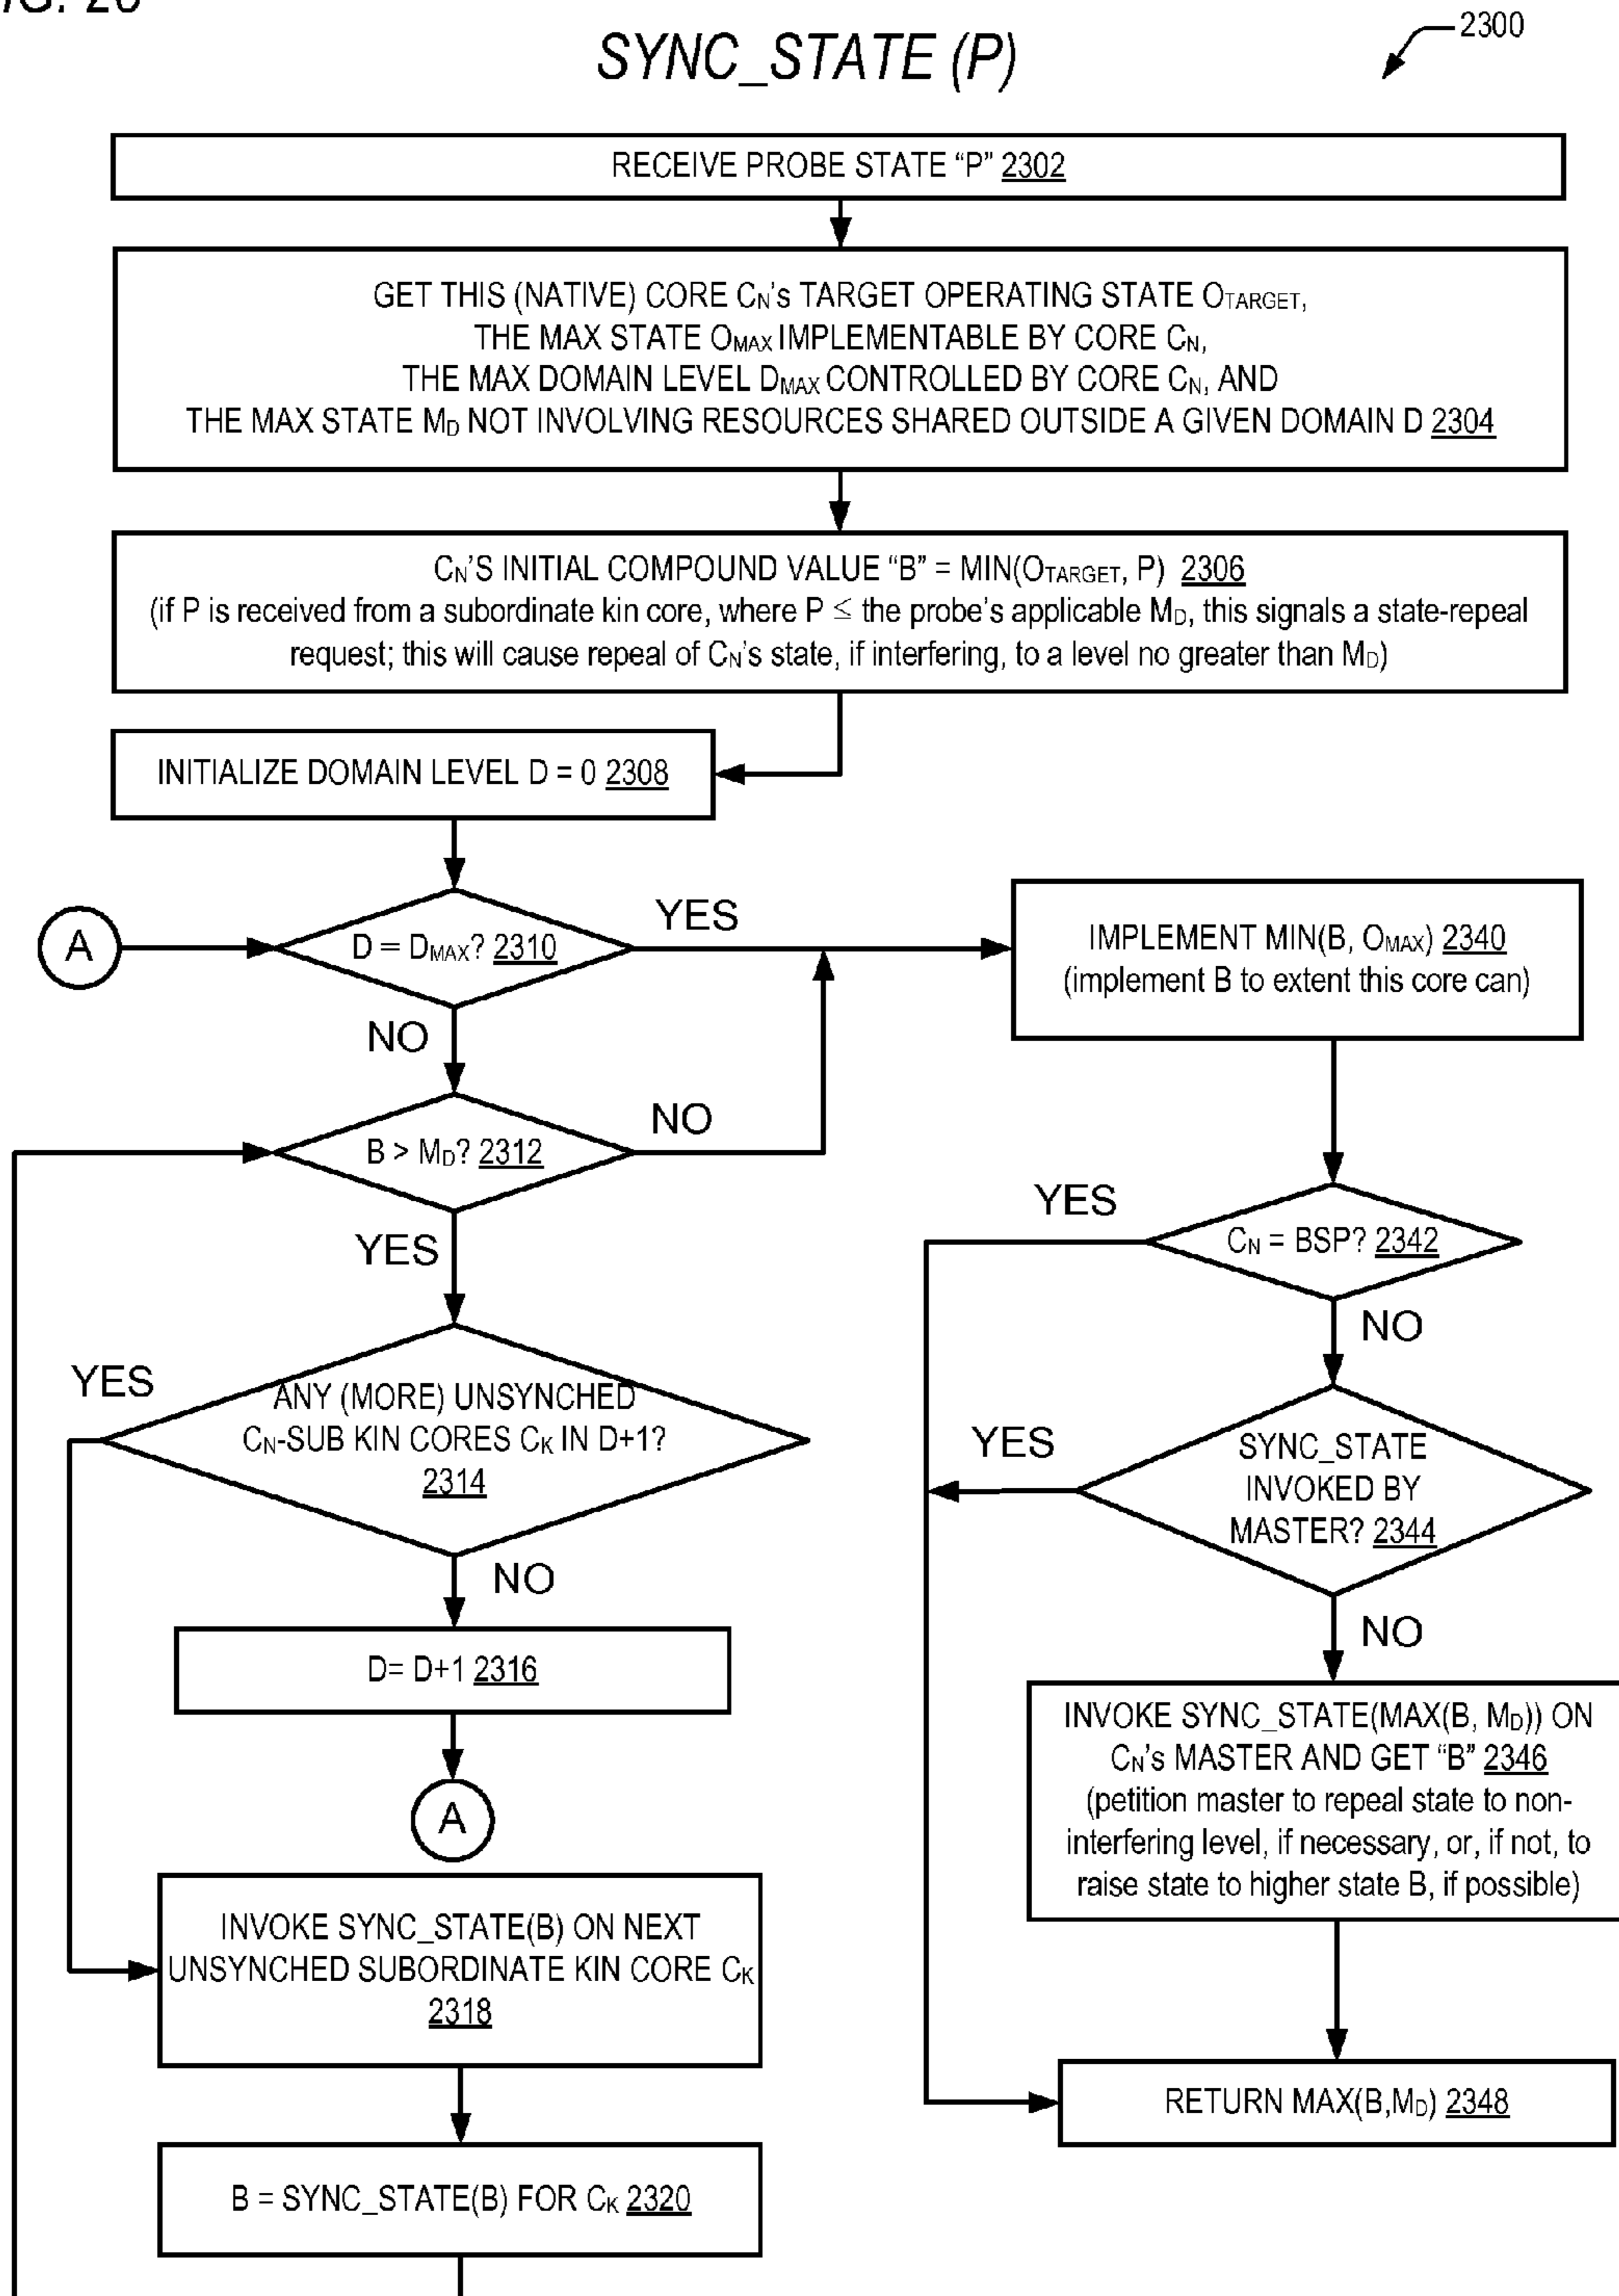 SYNC_STATE (P)
2300
RECEIVE PROBE STATE “P” 2302
GET THIS (NATIVE) CORE CN's TARGET OPERATING STATE OTARGET,
THE MAX STATE OMAX IMPLEMENTABLE BY CORE CN,
THE MAX DOMAIN LEVEL DMAX CONTROLLED BY CORE CN, AND
THE MAX STATE MD NOT INVOLVING RESOURCES SHARED OUTSIDE A GIVEN DOMAIN D 2304
CN'S INITIAL COMPOUND VALUE “B” = MIN(OTARGET, P) 2306
(if P is received from a subordinate kin core, where P ≤ the probe's applicable MD, this signals a state-repeal
request; this will cause repeal of CN's state, if interfering, to a level no greater than MD)
INITIALIZE DOMAIN LEVEL D = 0 2308
A
D = DMAX? 2310
YES
NO
IMPLEMENT MIN(B, OMAX) 2340
(implement B to extent this core can)
B > MD? 2312
NO
YES
CN = BSP? 2342
YES
NO
ANY (MORE) UNSYNCHED
CN-SUB KIN CORES CK IN D+1?
2314
YES
NO
SYNC_STATE
INVOKED BY
MASTER? 2344
YES
NO
D= D+1 2316
A
INVOKE SYNC_STATE(MAX(B, MD)) ON
CN's MASTER AND GET “B” 2346
(petition master to repeal state to non-
interfering level, if necessary, or, if not, to
raise state to higher state B, if possible)
INVOKE SYNC_STATE(B) ON NEXT
UNSYNCHED SUBORDINATE KIN CORE CK
2318
RETURN MAX(B,MD) 2348
B = SYNC_STATE(B) FOR CK 2320